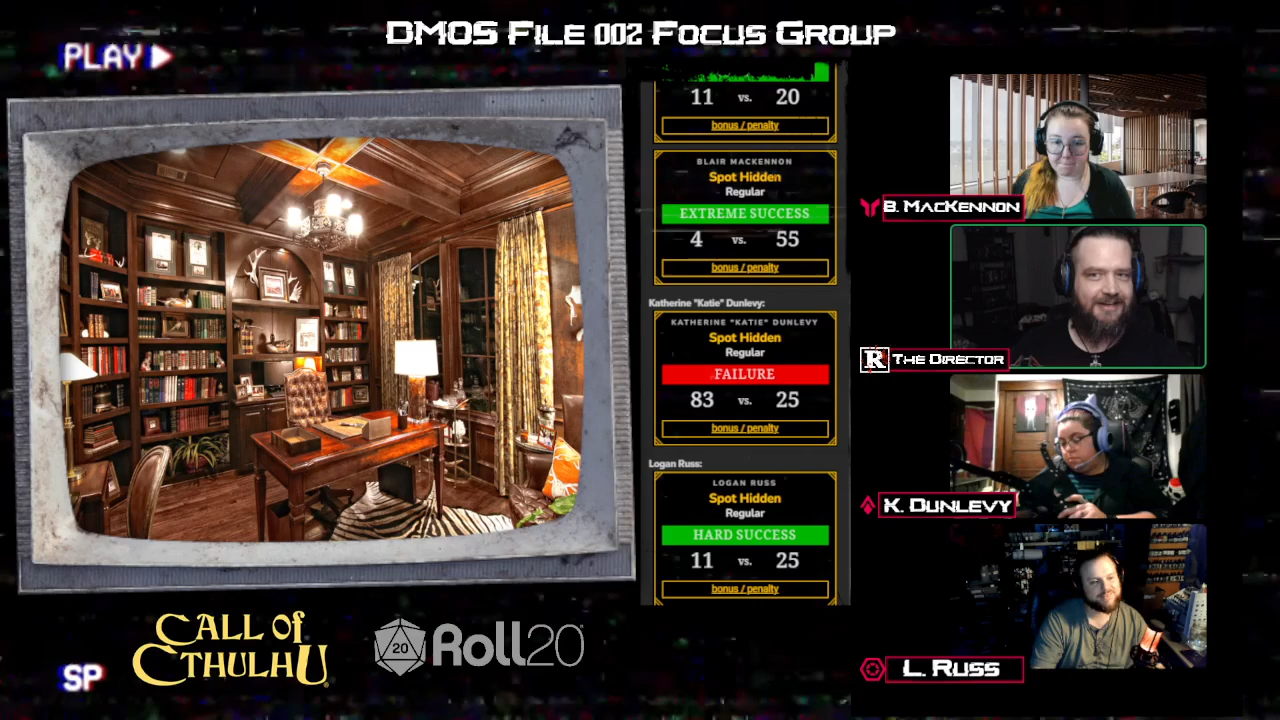 DMOS File 002 Focus Group
PLAY
11 vs. 20
bonus / penalty
BLAIR MACKENNON
Spot Hidden
Regular
EXTREME SUCCESS
4 vs. 55
bonus / penalty
Katherine "Katie" Dunlevy:
KATHERINE "KATIE" DUNLEVY
Spot Hidden
Regular
FAILURE
83 vs. 25
bonus / penalty
Logan Russ:
LOGAN RUSS
Spot Hidden
Regular
HARD SUCCESS
11 vs. 25
bonus / penalty
B. MacKennon
R The Director
K. Dunlevy
L. Russ
CALL of
CTHULHU
20 Roll20
SP